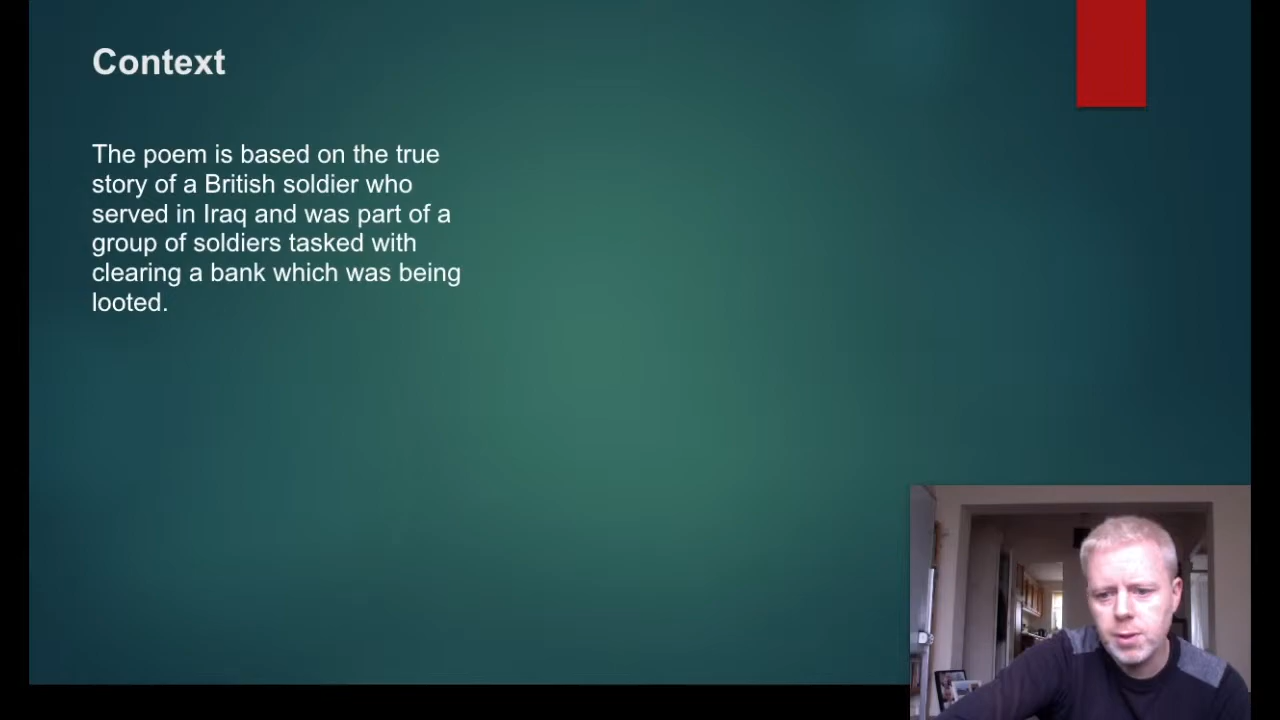 Context
The poem is based on the true
story of a British soldier who
served in Iraq and was part of a
group of soldiers tasked with
clearing a bank which was being
looted.